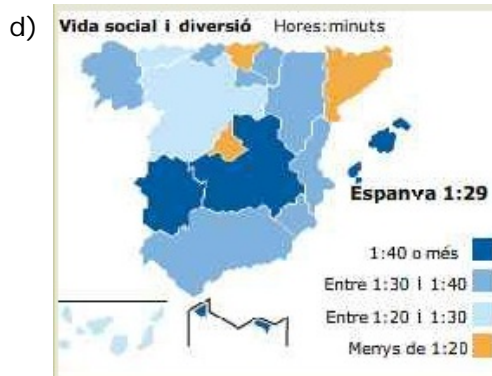 d) Vida social i diversió Hores:minuts
Espanya 1:29
1:40 o més
Entre 1:30 i 1:40
Entre 1:20 i 1:30
Menys de 1:20